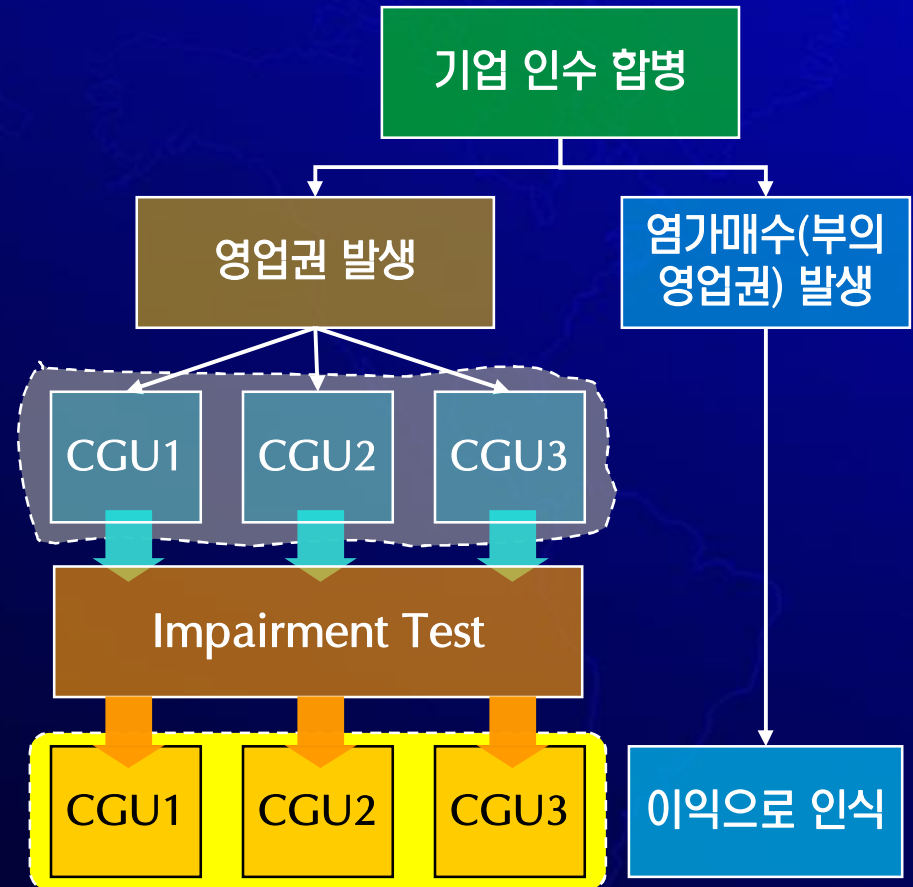 기업 인수 합병
영업권 발생
염가매수(부의
영업권) 발생
CGU1
CGU2
CGU3
Impairment Test
CGU1
CGU2
CGU3
이익으로 인식